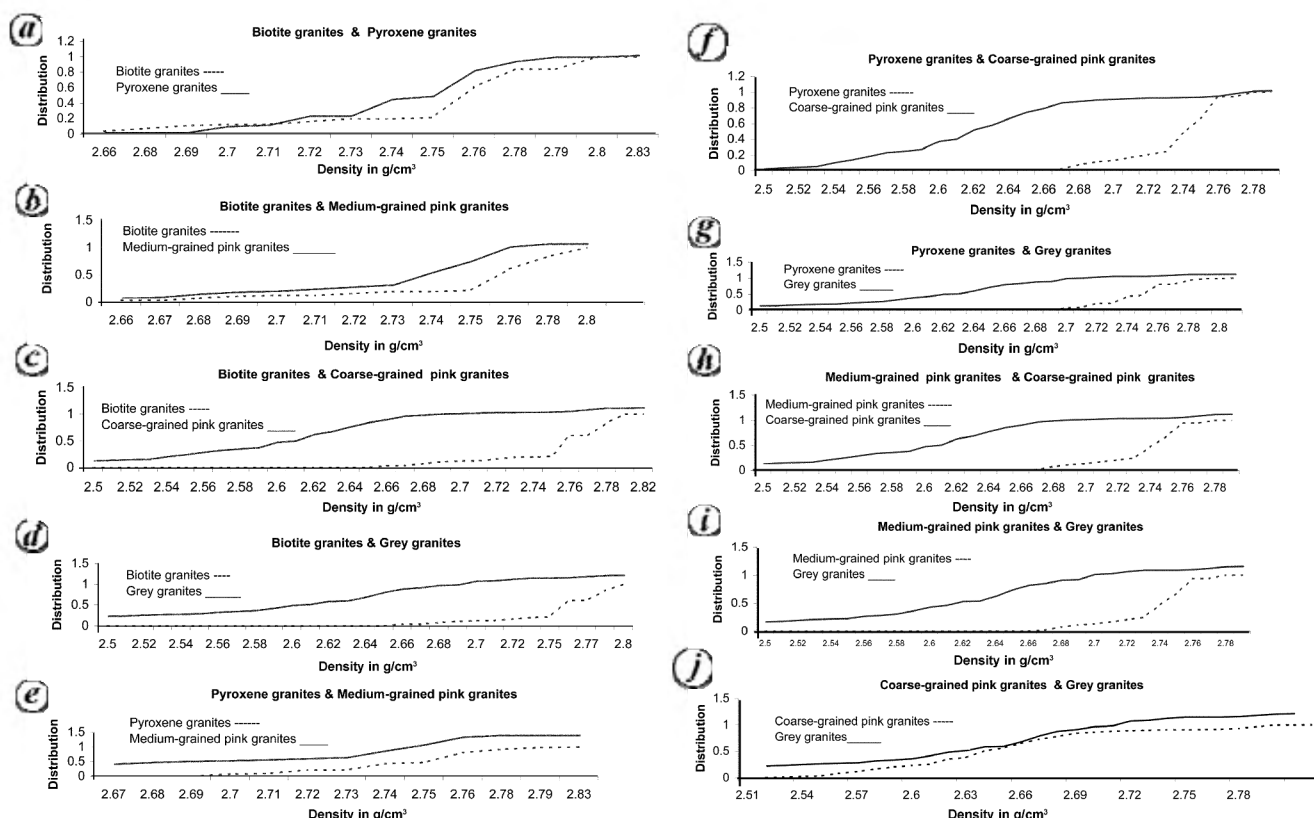 a
Biotite granites & Pyroxene granites
Distribution
1.2
1.0
0.8
0.6
0.4
0.2
0
Biotite granites -----
Pyroxene granites _____
2.66 2.68 2.69 2.7 2.71 2.72 2.73 2.74 2.75 2.76 2.78 2.79 2.8 2.83
Density in g/cm³
b
Biotite granites & Medium-grained pink granites
Distribution
1.5
1
0.5
0
Biotite granites -------
Medium-grained pink granites _______
2.66 2.67 2.68 2.69 2.7 2.71 2.72 2.73 2.74 2.75 2.76 2.78 2.8
Density in g/cm³
c
Biotite granites & Coarse-grained pink granites
Distribution
1.5
1
0.5
0
Biotite granites -----
Coarse-grained pink granites _____
2.5 2.52 2.54 2.56 2.58 2.6 2.62 2.64 2.66 2.68 2.7 2.72 2.75 2.76 2.78 2.82
Density in g/cm³
d
Biotite granites & Grey granites
Distribution
1.5
1
0.5
0
Biotite granites ----
Grey granites ______
2.5 2.52 2.54 2.56 2.58 2.6 2.62 2.64 2.66 2.68 2.7 2.72 2.75 2.77 2.8
Density in g/cm³
e
Pyroxene granites & Medium-grained pink granites
Distribution
1.5
1
0.5
0
Pyroxene granites ------
Medium-grained pink granites ____
2.67 2.68 2.69 2.7 2.71 2.72 2.73 2.74 2.75 2.76 2.78 2.79 2.83
Density in g/cm³
f
Pyroxene granites & Coarse-grained pink granites
Distribution
1.2
1
0.8
0.6
0.4
0.2
0
Pyroxene granites ------
Coarse-grained pink granites ____
2.5 2.52 2.54 2.56 2.58 2.6 2.62 2.64 2.66 2.68 2.7 2.72 2.74 2.76 2.78
Density in g/cm³
g
Pyroxene granites & Grey granites
Distribution
1.5
1
0.5
0
Pyroxene granites -----
Grey granites _____
2.5 2.52 2.54 2.56 2.58 2.6 2.62 2.64 2.66 2.68 2.7 2.72 2.74 2.76 2.78 2.8
Density in g/cm³
h
Medium-grained pink granites & Coarse-grained pink granites
Distribution
1.5
1
0.5
0
Medium-grained pink granites ------
Coarse-grained pink granites ____
2.5 2.52 2.54 2.56 2.58 2.6 2.62 2.64 2.66 2.68 2.7 2.72 2.74 2.76 2.78
Density in g/cm³
i
Medium-grained pink granites & Grey granites
Distribution
1.5
1
0.5
0
Medium-grained pink granites ----
Grey granites ____
2.5 2.52 2.54 2.56 2.58 2.6 2.62 2.64 2.66 2.68 2.7 2.72 2.74 2.76 2.78
Density in g/cm³
j
Coarse-grained pink granites & Grey granites
Distribution
1.5
1
0.5
0
Coarse-grained pink granites -----
Grey granites_____
2.51 2.54 2.57 2.6 2.63 2.66 2.69 2.72 2.75 2.78
Density in g/cm³